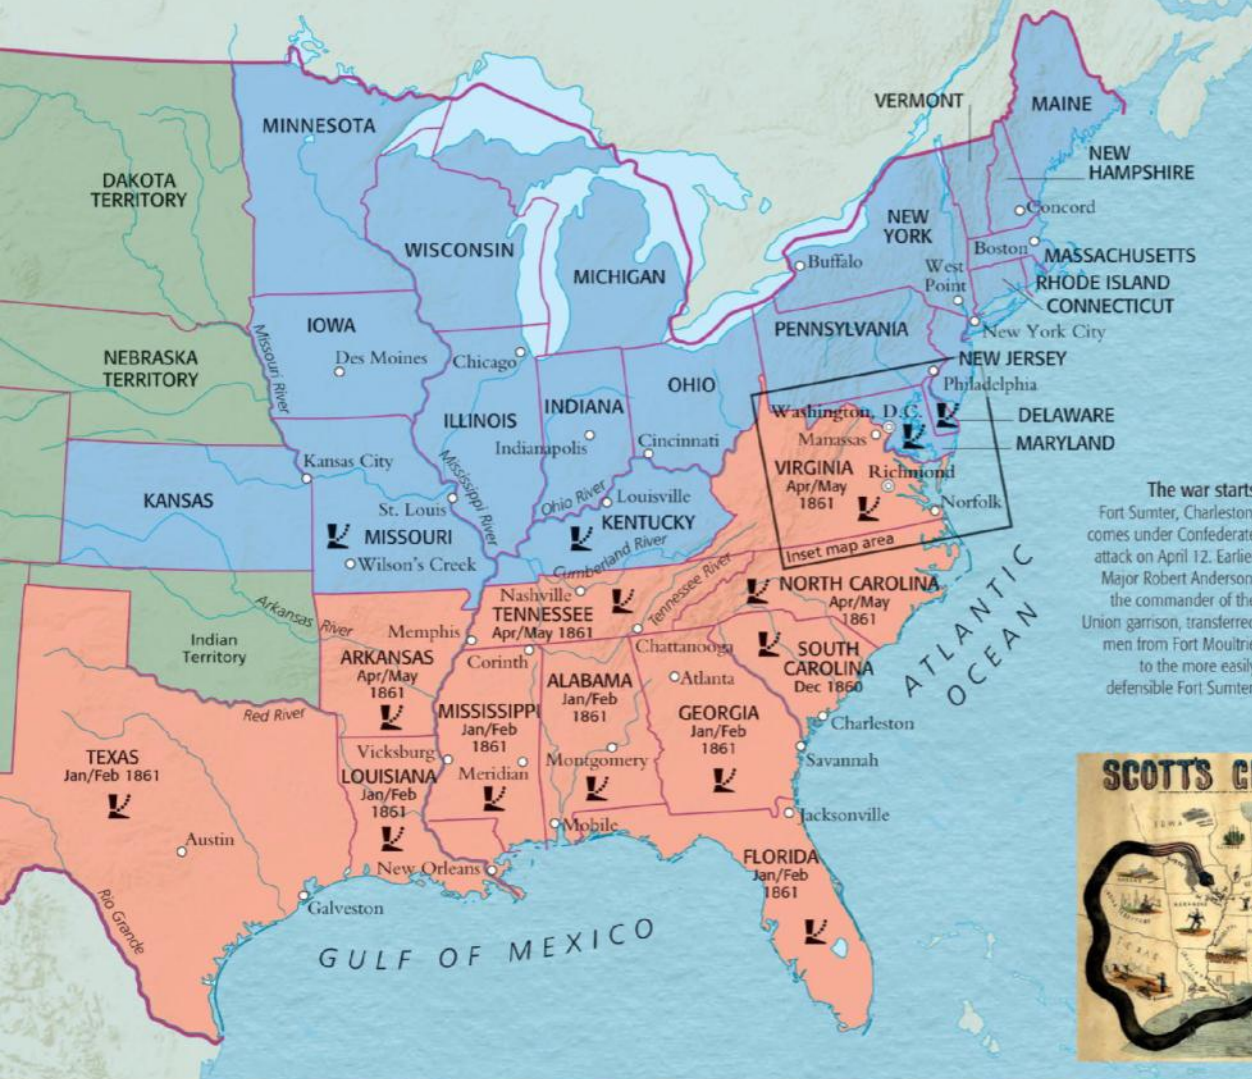 VERMONT
MAINE
MINNESOTA
NEW
HAMPSHIRE
DAKOTA
TERRITORY
Concord
NEW
YORK
WISCONSIN
Boston
MASSACHUSETTS
MICHIGAN
Buffalo
West
Point
RHODE ISLAND
CONNECTICUT
IOWA
PENNSYLVANIA
New York City
Missouri River
NEBRASKA
TERRITORY
Des Moines
Chicago
NEW JERSEY
OHIO
Philadelphia
ILLINOIS
INDIANA
Washington, D.C.
DELAWARE
Indianapolis
Cincinnati
Manassas
MARYLAND
Kansas City
Mississippi River
VIRGINIA
Apr/May
1861
Richmond
KANSAS
St. Louis
Ohio River
Louisville
Norfolk
MISSOURI
KENTUCKY
Wilson's Creek
Cumberland River
Inset map area
The war starts
Fort Sumter, Charleston,
comes under Confederate
attack on April 12. Earlier
Major Robert Anderson,
the commander of the
Union garrison, transferred
men from Fort Moultrie
to the more easily
defensible Fort Sumter
ATLANTIC
OCEAN
Nashville
TENNESSEE
Apr/May 1861
Tennessee River
NORTH CAROLINA
Apr/May
1861
Arkansas River
Memphis
Indian
Territory
Chattanooga
ARKANSAS
Apr/May
1861
Corinth
SOUTH
CAROLINA
Dec 1860
ALABAMA
Jan/Feb
1861
Atlanta
Red River
MISSISSIPPI
Jan/Feb
1861
GEORGIA
Jan/Feb
1861
Charleston
TEXAS
Jan/Feb 1861
Vicksburg
Meridian
Montgomery
Savannah
LOUISIANA
Jan/Feb
1861
SCOTT'S G
IOWA
Mobile
Jacksonville
Austin
New Orleans
FLORIDA
Jan/Feb
1861
Rio Grande
Galveston
GULF OF MEXICO
TEXAS